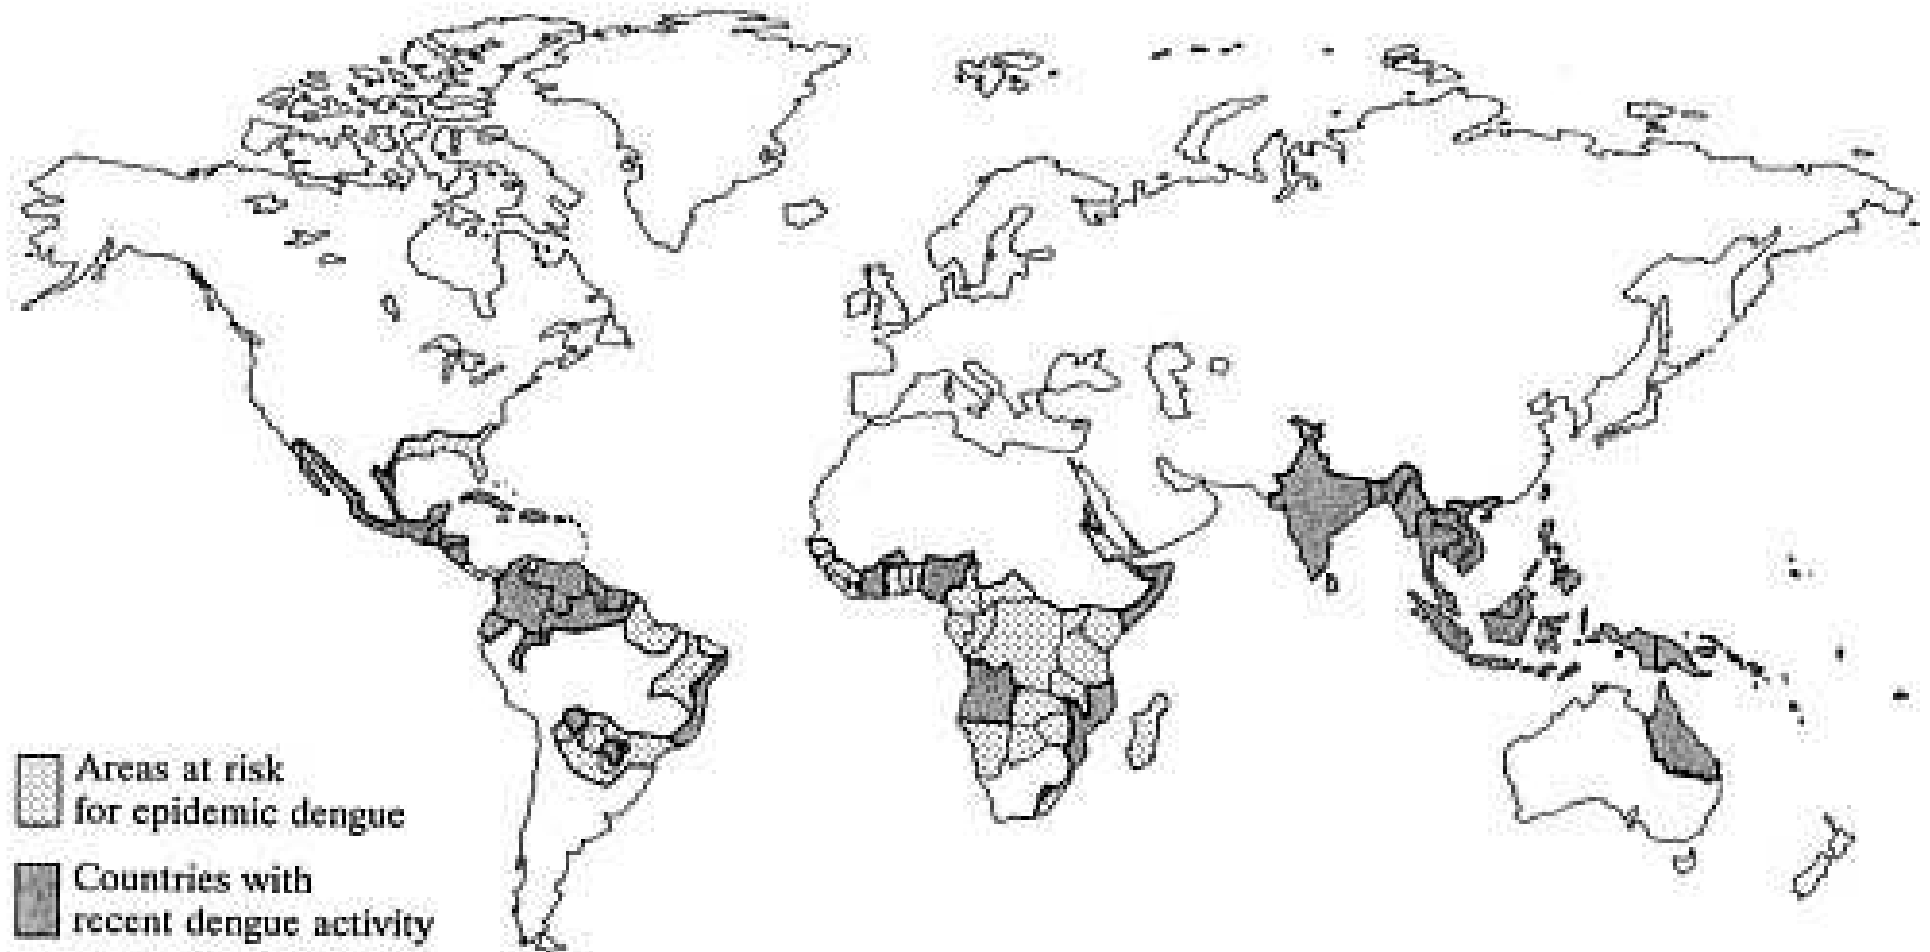 Areas at risk
for epidemic dengue
Countries with
recent dengue activity